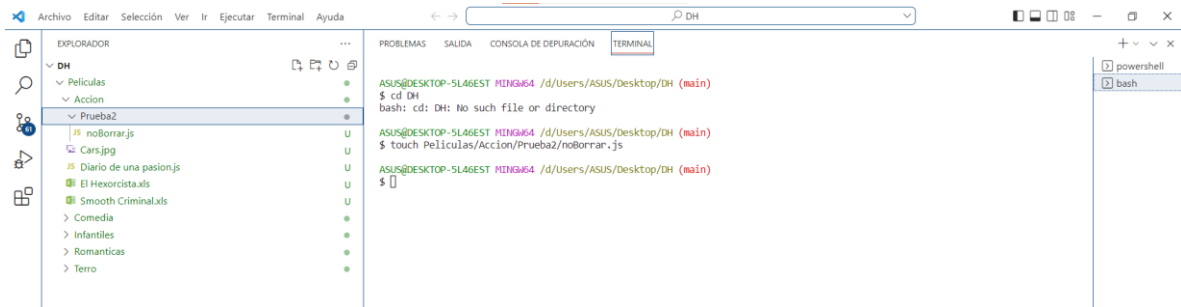 Archivo Editar Selección Ver Ir Ejecutar Terminal Ayuda
DH
EXPLORADOR
DH
Peliculas
Accion
Prueba2
JS noBorrar.js U
Cars.jpg U
JS Diario de una pasion.js U
El Hexorcista.xls U
Smooth Criminal.xls U
Comedia
Infantiles
Romanticas
Terro
61
PROBLEMAS SALIDA CONSOLA DE DEPURACIÓN TERMINAL
ASUS@DESKTOP-5L46EST MINGW64 /d/Users/ASUS/Desktop/DH (main)
$ cd DH
bash: cd: DH: No such file or directory
ASUS@DESKTOP-5L46EST MINGW64 /d/Users/ASUS/Desktop/DH (main)
$ touch Peliculas/Accion/Prueba2/noBorrar.js
ASUS@DESKTOP-5L46EST MINGW64 /d/Users/ASUS/Desktop/DH (main)
$
powershell
bash